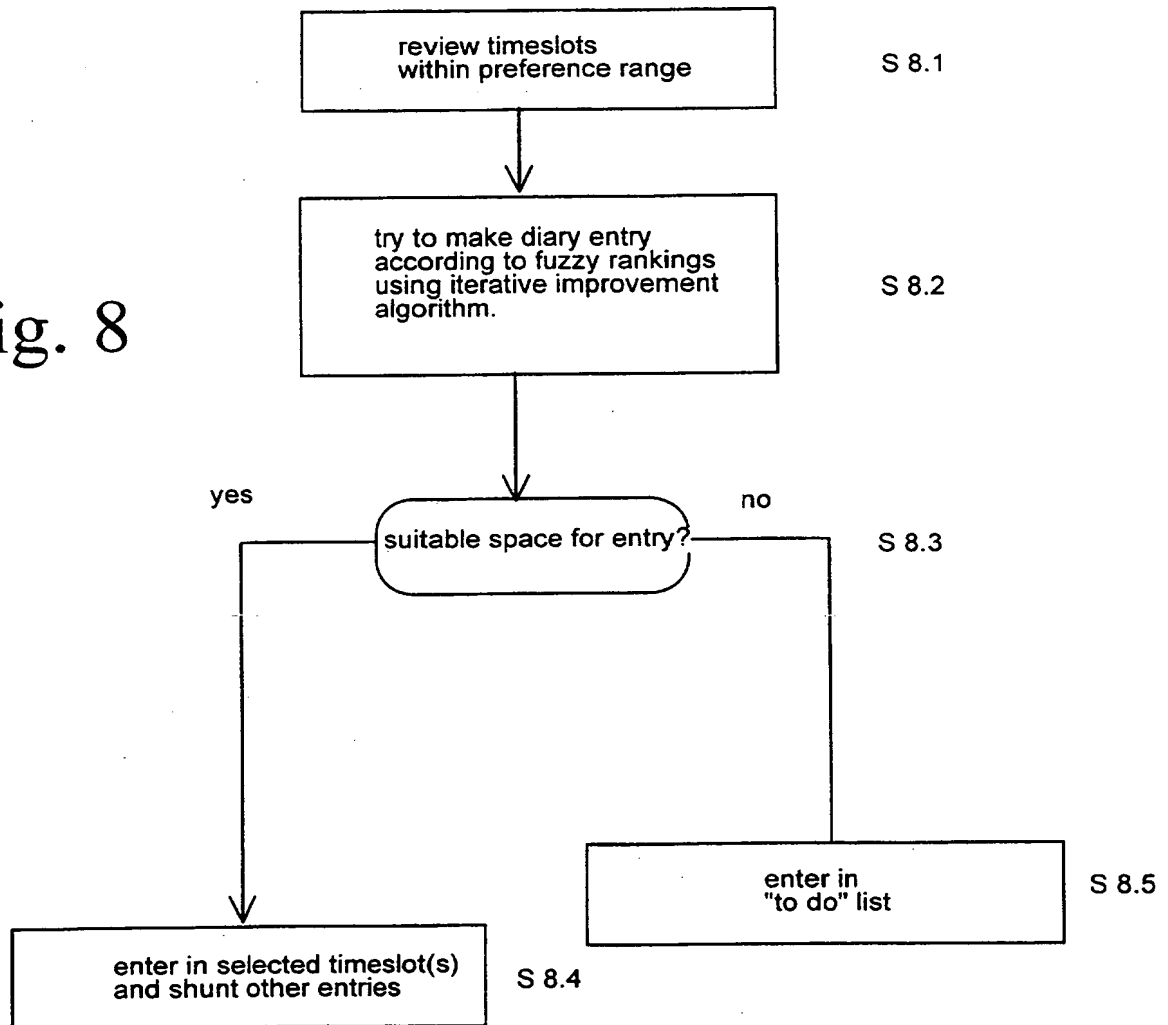 review timeslots
within preference range
S 8.1
try to make diary entry
according to fuzzy rankings
using iterative improvement
algorithm.
S 8.2
ig. 8
yes
no
suitable space for entry?
S 8.3
enter in
"to do" list
S 8.5
enter in selected timeslot(s)
and shunt other entries
S 8.4